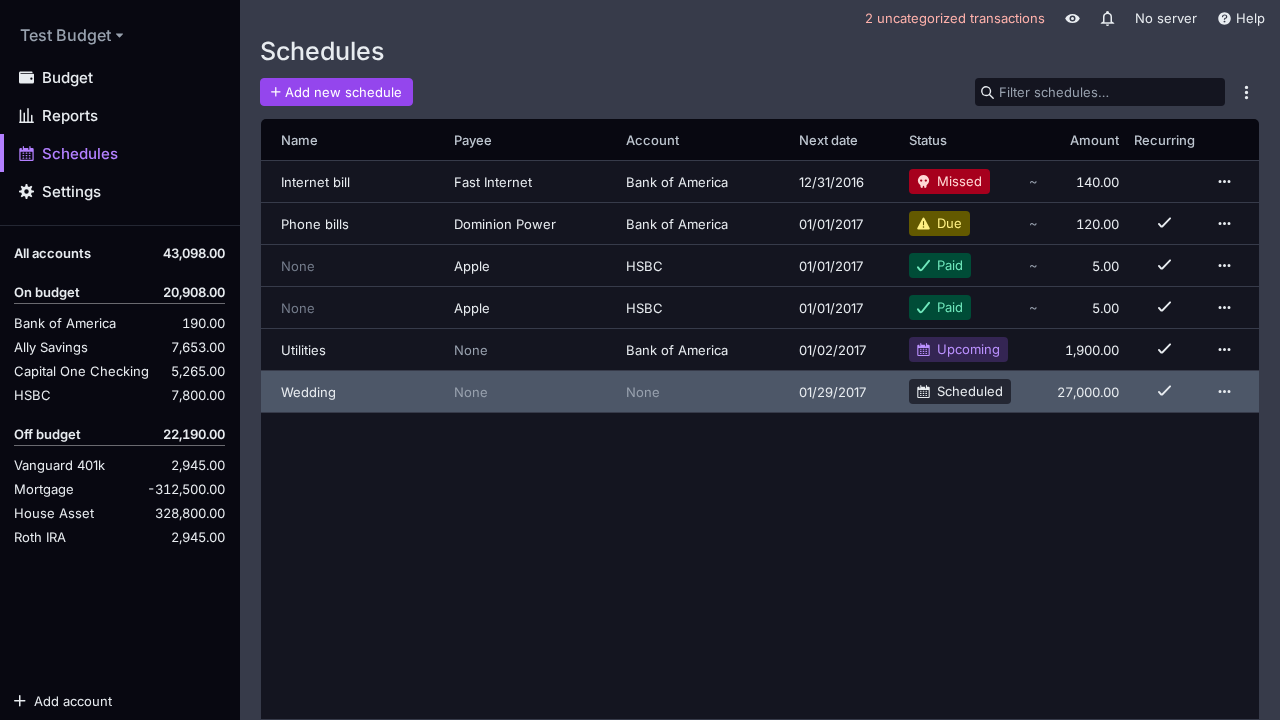 2 uncategorized transactions No server Help
Test Budget
Schedules
Budget
Add new schedule
Filter schedules…
Reports
Schedules
Settings
Name Payee Account Next date Status Amount Recurring
Internet bill Fast Internet Bank of America 12/31/2016 Missed ~ 140.00
Phone bills Dominion Power Bank of America 01/01/2017 Due ~ 120.00
None Apple HSBC 01/01/2017 Paid ~ 5.00
None Apple HSBC 01/01/2017 Paid ~ 5.00
Utilities None Bank of America 01/02/2017 Upcoming 1,900.00
Wedding None None 01/29/2017 Scheduled 27,000.00
All accounts 43,098.00
On budget 20,908.00
Bank of America 190.00
Ally Savings 7,653.00
Capital One Checking 5,265.00
HSBC 7,800.00
Off budget 22,190.00
Vanguard 401k 2,945.00
Mortgage -312,500.00
House Asset 328,800.00
Roth IRA 2,945.00
Add account